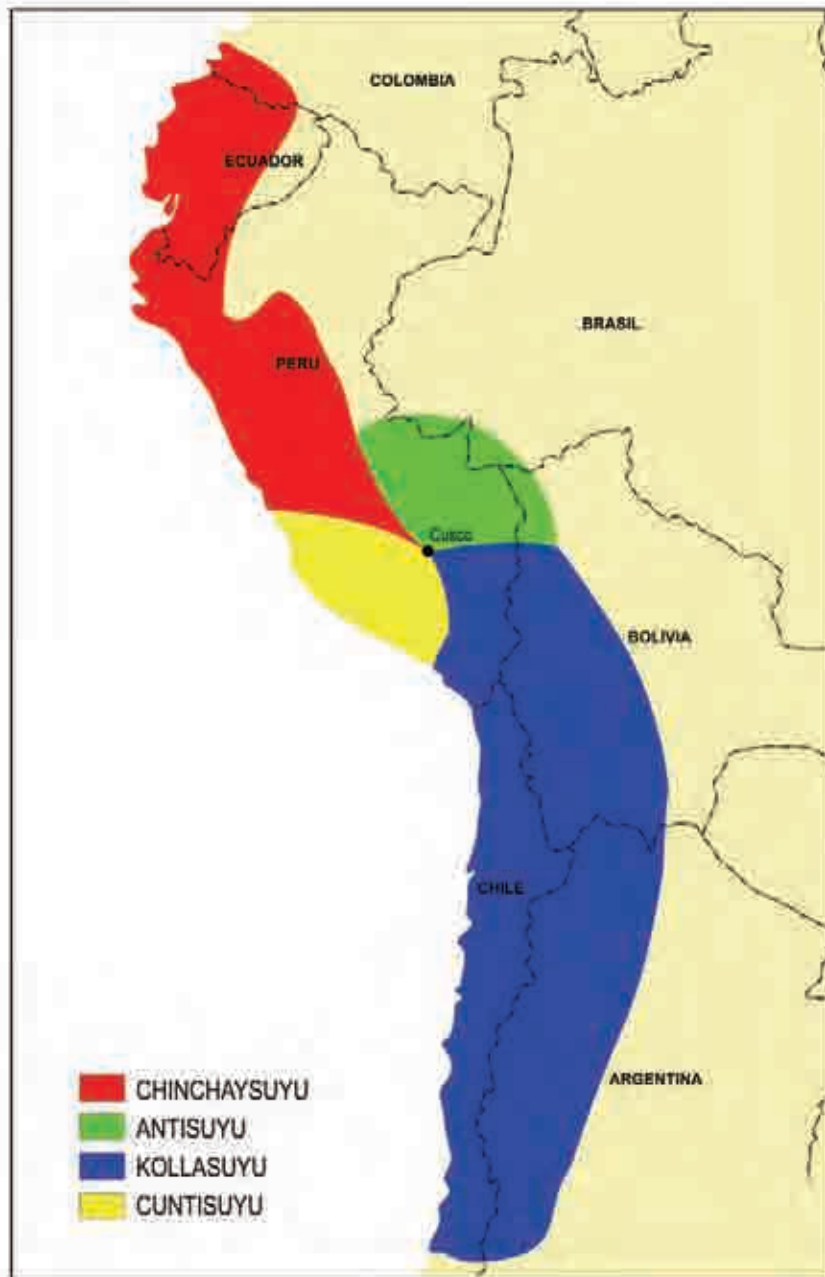 COLOMBIA
ECUADOR
BRASIL
PERU
Cusco
BOLIVIA
CHILE
ARGENTINA
CHINCHAYSUYU
ANTISUYU
KOLLASUYU
CUNTISUYU